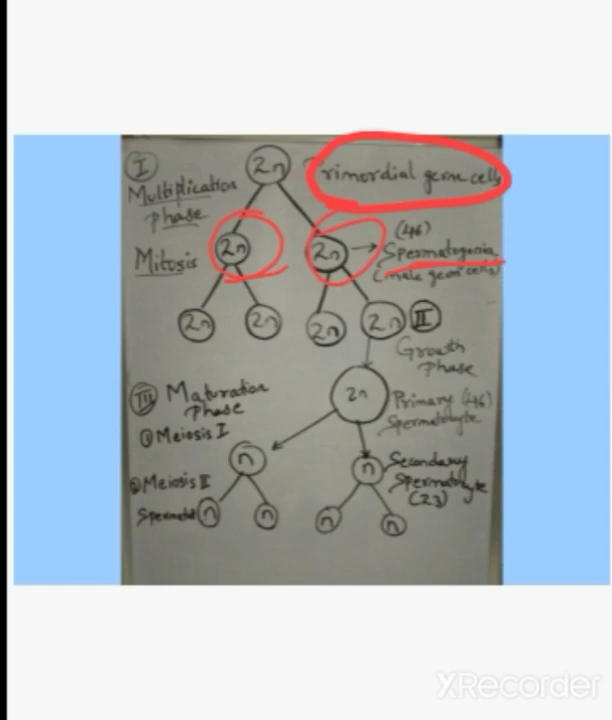 I
2n
Primordial germ cells
Multiplication
phase
Mitosis
2n
2n
(46)
Spermatogonia
(male germ cells)
2n
2n
2n
2n
II
Growth
phase
III Maturation
phase
① Meiosis I
2n
Primary (46)
Spermatocyte
n
n
Secondary
Spermatocyte
(23)
② Meiosis II
Spermatid
n
n
n
n
XRecorder